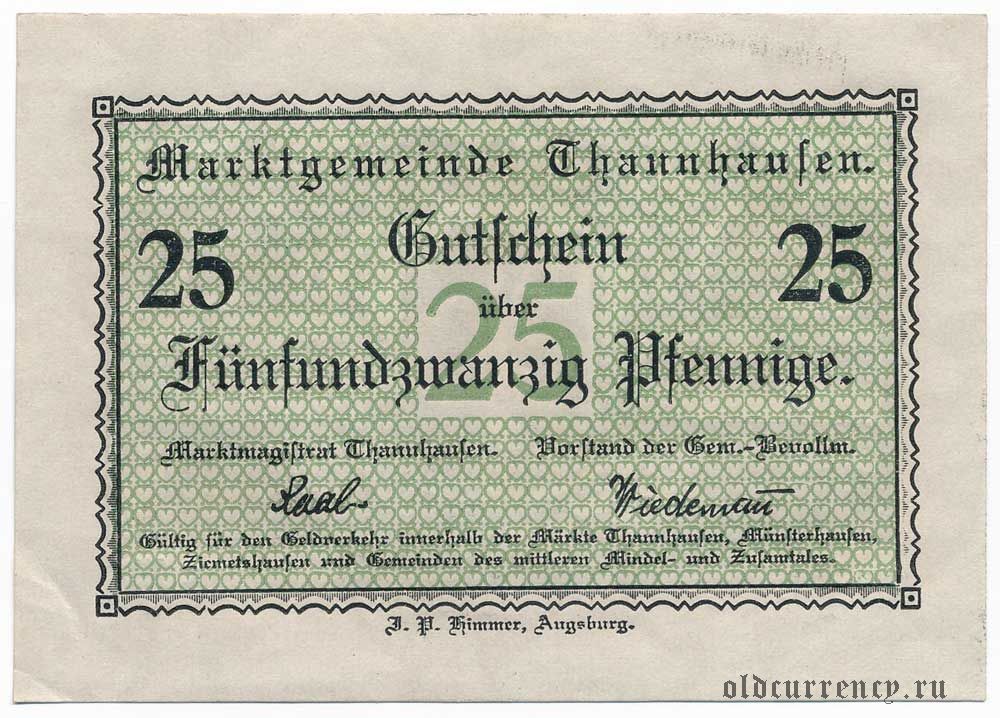 Marktgemeinde Thannhausen.
Gutschein
25 25
über
25
Fünfundzwanzig Pfennige.
Marktmagistrat Thannhausen. Vorstand der Gem.-Bevollm.
Raab Wiedemann
Gültig für den Geldverkehr innerhalb der Märkte Thannhausen, Münsterhausen,
Ziemetshausen und Gemeinden des mittleren Mindel- und Zusamtales.
J. P. Himmer, Augsburg.
oldcurrency.ru